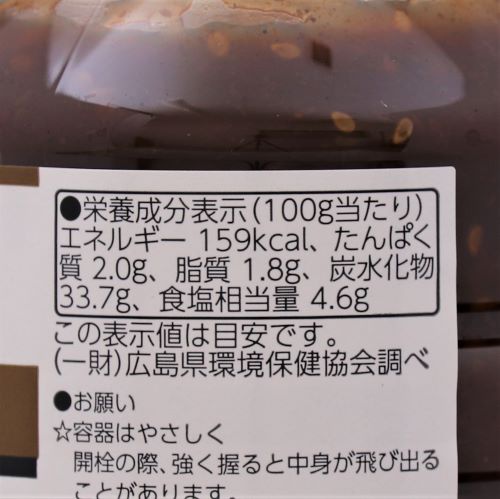 ●栄養成分表示(100g当たり)
エネルギー 159kcal、たんぱく
質 2.0g、脂質 1.8g、炭水化物
33.7g、食塩相当量 4.6g
この表示値は目安です。
(一財)広島県環境保健協会調べ
●お願い
☆容器はやさしく
開栓の際、強く握ると中身が飛び出る
ことがあります。